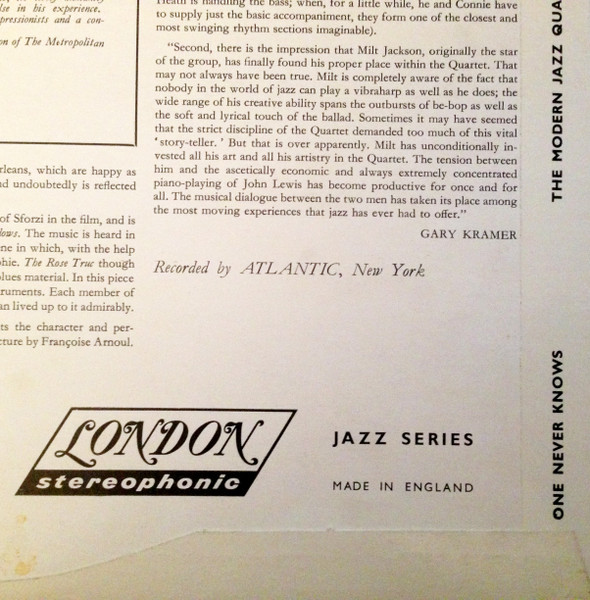 else in his experience.
pressionists and a con-
on of The Metropolitan
rleans, which are happy as
nd undoubtedly is reflected
of Sforzi in the film, and is
dows. The music is heard in
ne in which, with the help
phie. The Rose Truc though
blues material. In this piece
truments. Each member of
an lived up to it admirably.
ts the character and per-
cture by Françoise Arnoul.
Heath is handling the bass; when, for a little while, he and Connie have
to supply just the basic accompaniment, they form one of the closest and
most swinging rhythm sections imaginable).
"Second, there is the impression that Milt Jackson, originally the star
of the group, has finally found his proper place within the Quartet. That
may not always have been true. Milt is completely aware of the fact that
nobody in the world of jazz can play a vibraharp as well as he does; the
wide range of his creative ability spans the outbursts of be-bop as well as
the soft and lyrical touch of the ballad. Sometimes it may have seemed
that the strict discipline of the Quartet demanded too much of this vital
'story-teller.' But that is over apparently. Milt has unconditionally in-
vested all his art and all his artistry in the Quartet. The tension between
him and the ascetically economic and always extremely concentrated
piano-playing of John Lewis has become productive for once and for
all. The musical dialogue between the two men has taken its place among
the most moving experiences that jazz has ever had to offer."
GARY KRAMER
Recorded by ATLANTIC, New York
LONDON
stereophonic
JAZZ SERIES
MADE IN ENGLAND
THE MODERN JAZZ QUA
ONE NEVER KNOWS